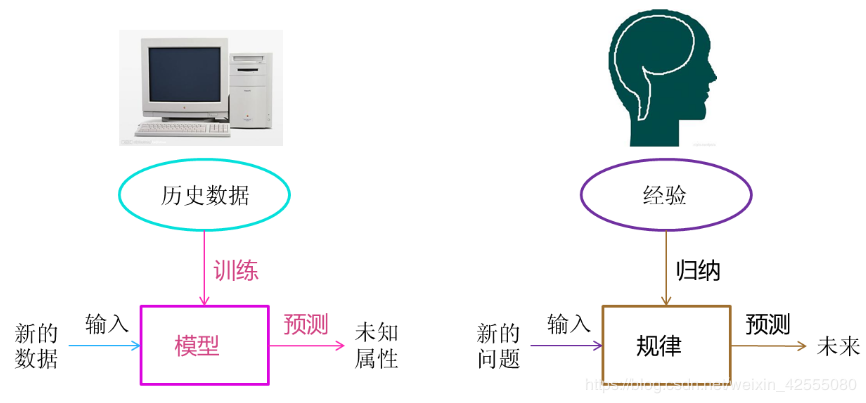 历史数据
训练
新的
数据
输入
模型
预测
未知
属性
经验
归纳
新的
问题
输入
规律
预测
未来
https://blog.csdn.net/weixin_42555080